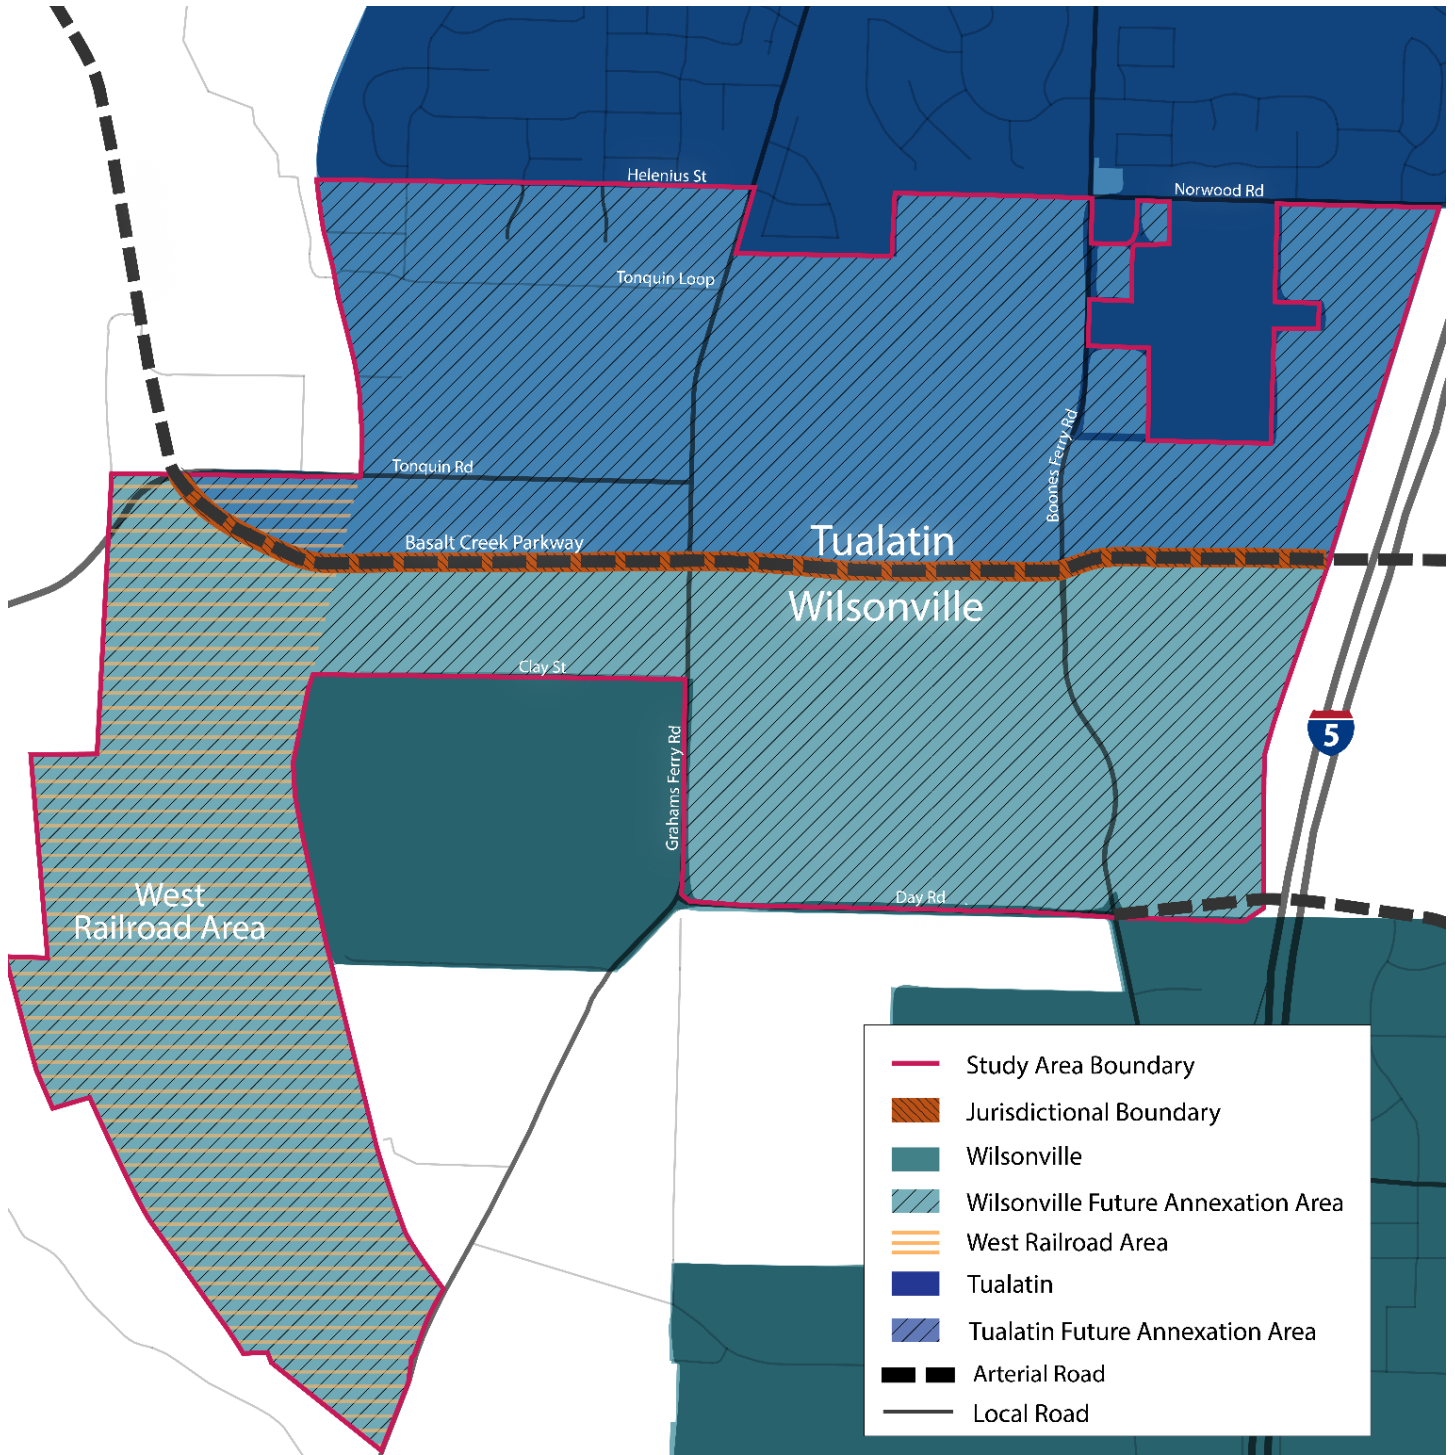 Helenius St
Norwood Rd
Tonquin Loop
Boones Ferry Rd
Tonquin Rd
Basalt Creek Parkway
Tualatin
Wilsonville
Clay St
Grahams Ferry Rd
5
West
Railroad Area
Day Rd
Study Area Boundary
Jurisdictional Boundary
Wilsonville
Wilsonville Future Annexation Area
West Railroad Area
Tualatin
Tualatin Future Annexation Area
Arterial Road
Local Road